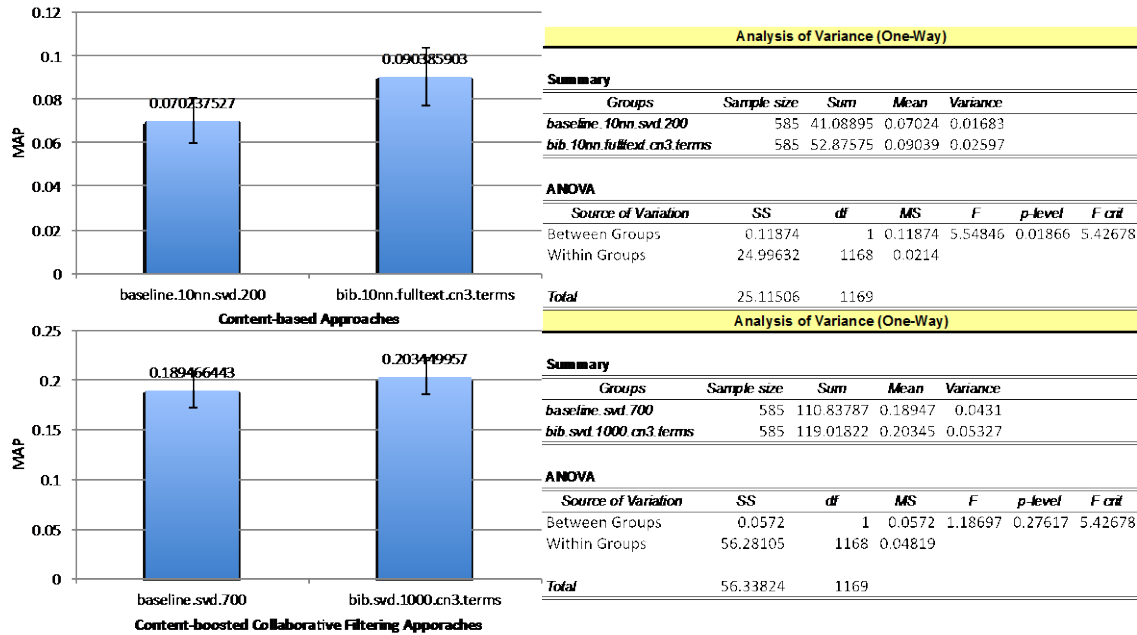 0.12
0.1
0.08
0.06
0.04
0.02
0
MAP
0.070237527
0.090385903
baseline.10nn.svd.200
bib.10nn.fulltext.cn3.terms
Content-based Approaches
Analysis of Variance (One-Way)
Summary
Groups Sample size Sum Mean Variance
baseline.10nn.svd.200 585 41.08895 0.07024 0.01683
bib.10nn.fulltext.cn3.terms 585 52.87575 0.09039 0.02597
ANOVA
Source of Variation SS df MS F p-level F crit
Between Groups 0.11874 1 0.11874 5.54846 0.01866 5.42678
Within Groups 24.99632 1168 0.0214
Total 25.11506 1169
0.25
0.2
0.15
0.1
0.05
0
MAP
0.189466443
0.203449957
baseline.svd.700
bib.svd.1000.cn3.terms
Content-boosted Collaborative Filtering Apporaches
Analysis of Variance (One-Way)
Summary
Groups Sample size Sum Mean Variance
baseline.svd.700 585 110.83787 0.18947 0.0431
bib.svd.1000.cn3.terms 585 119.01822 0.20345 0.05327
ANOVA
Source of Variation SS df MS F p-level F crit
Between Groups 0.0572 1 0.0572 1.18697 0.27617 5.42678
Within Groups 56.28105 1168 0.04819
Total 56.33824 1169